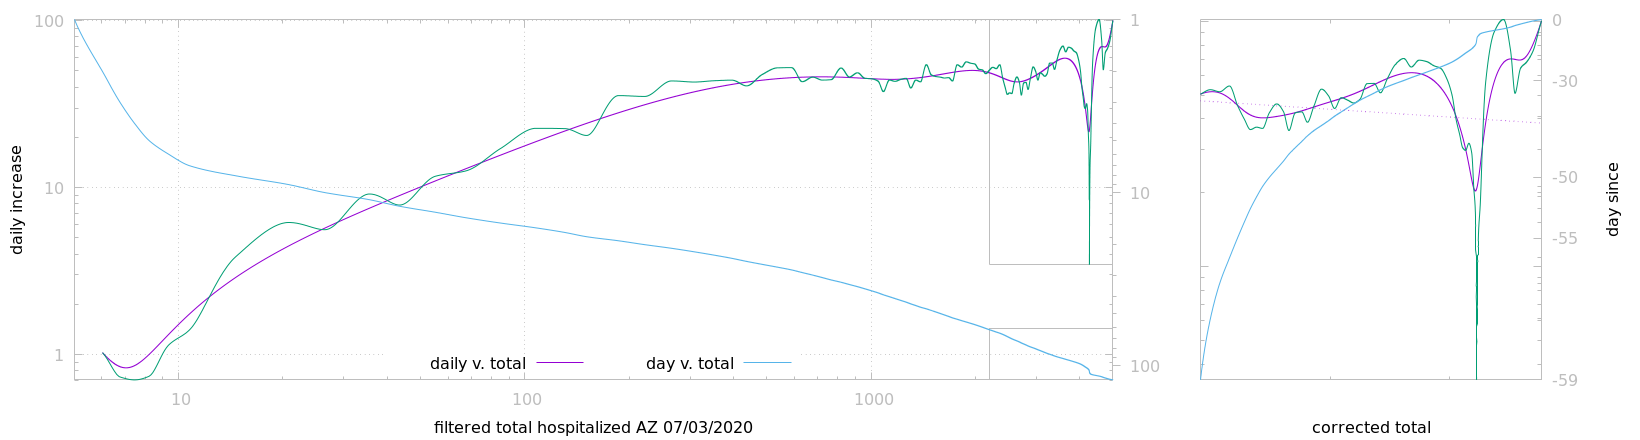 100
10
1
daily increase
10
100
1000
filtered total hospitalized AZ 07/03/2020
daily v. total
day v. total
1
10
100
0
-30
-50
-55
-59
day since
corrected total